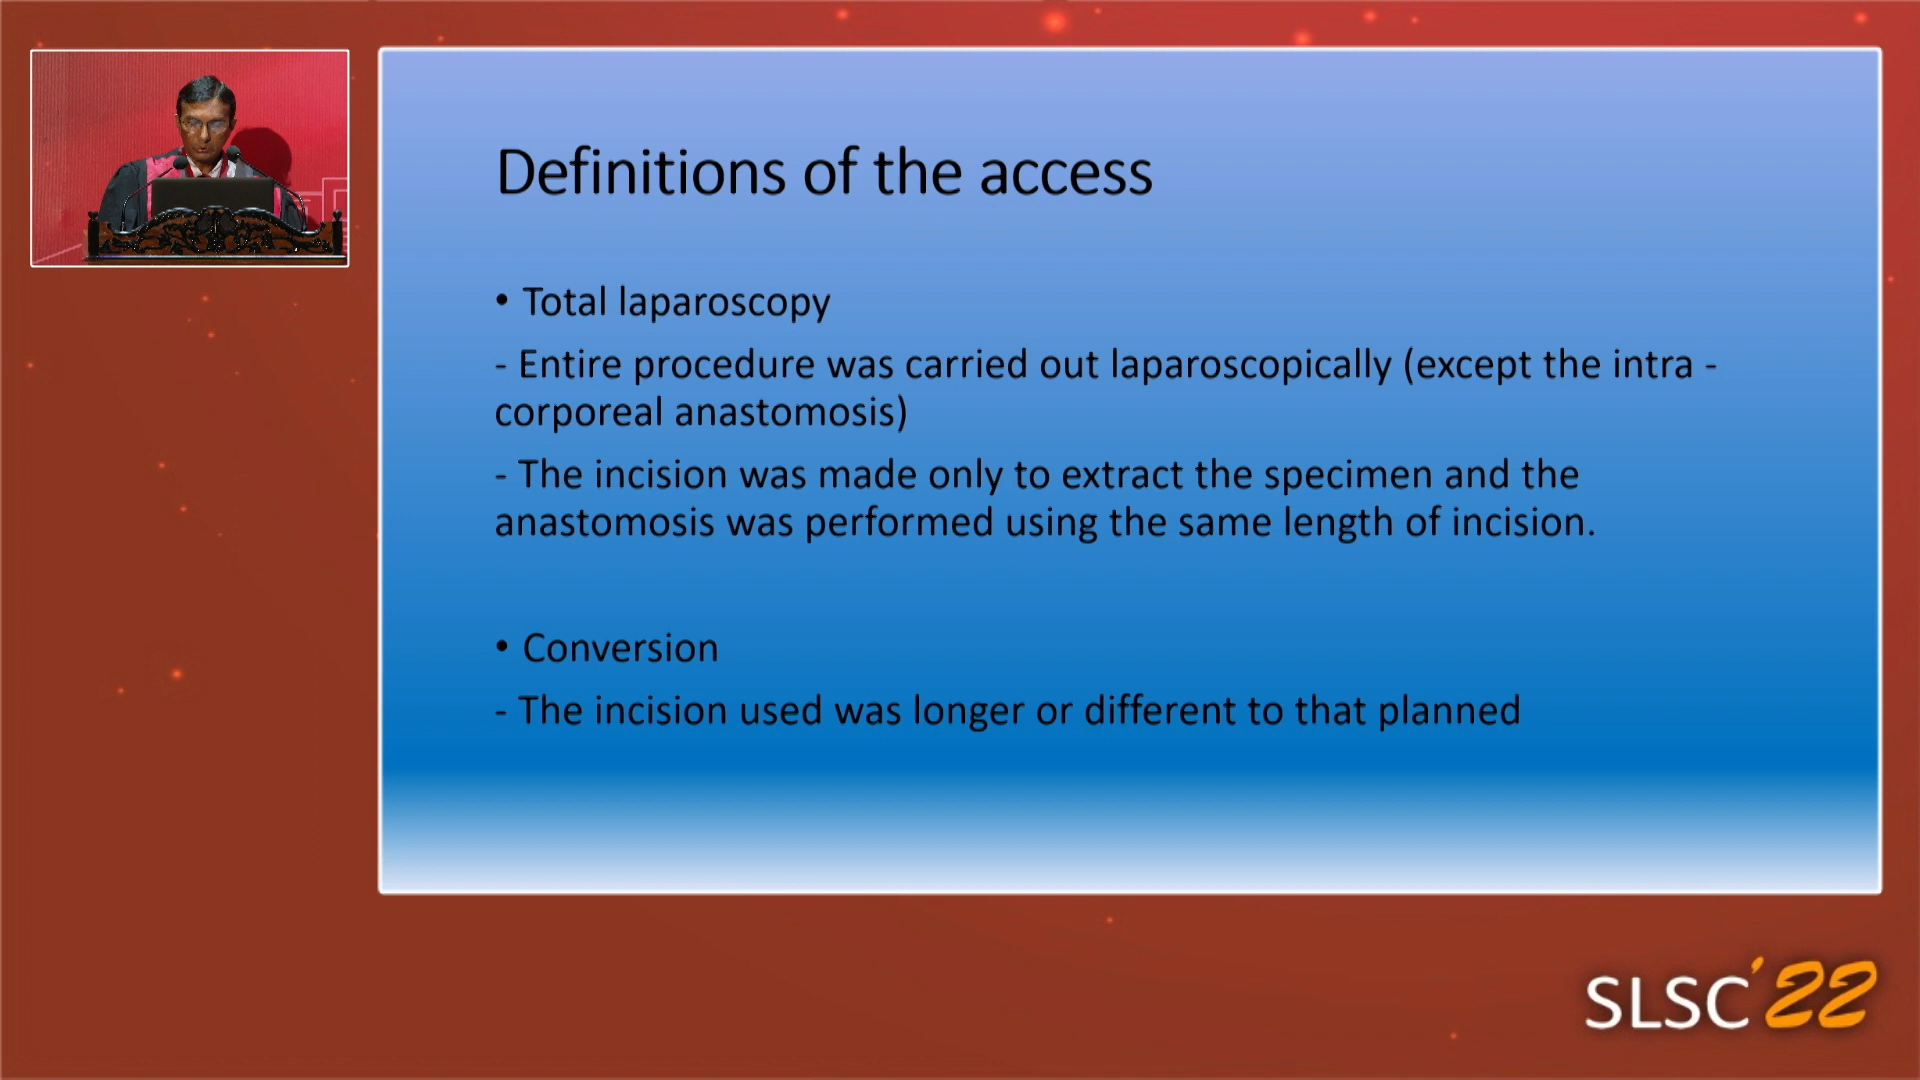 Definitions of the access
• Total laparoscopy
- Entire procedure was carried out laparoscopically (except the intra -
corporeal anastomosis)
- The incision was made only to extract the specimen and the
anastomosis was performed using the same length of incision.
• Conversion
- The incision used was longer or different to that planned
SLSC'22